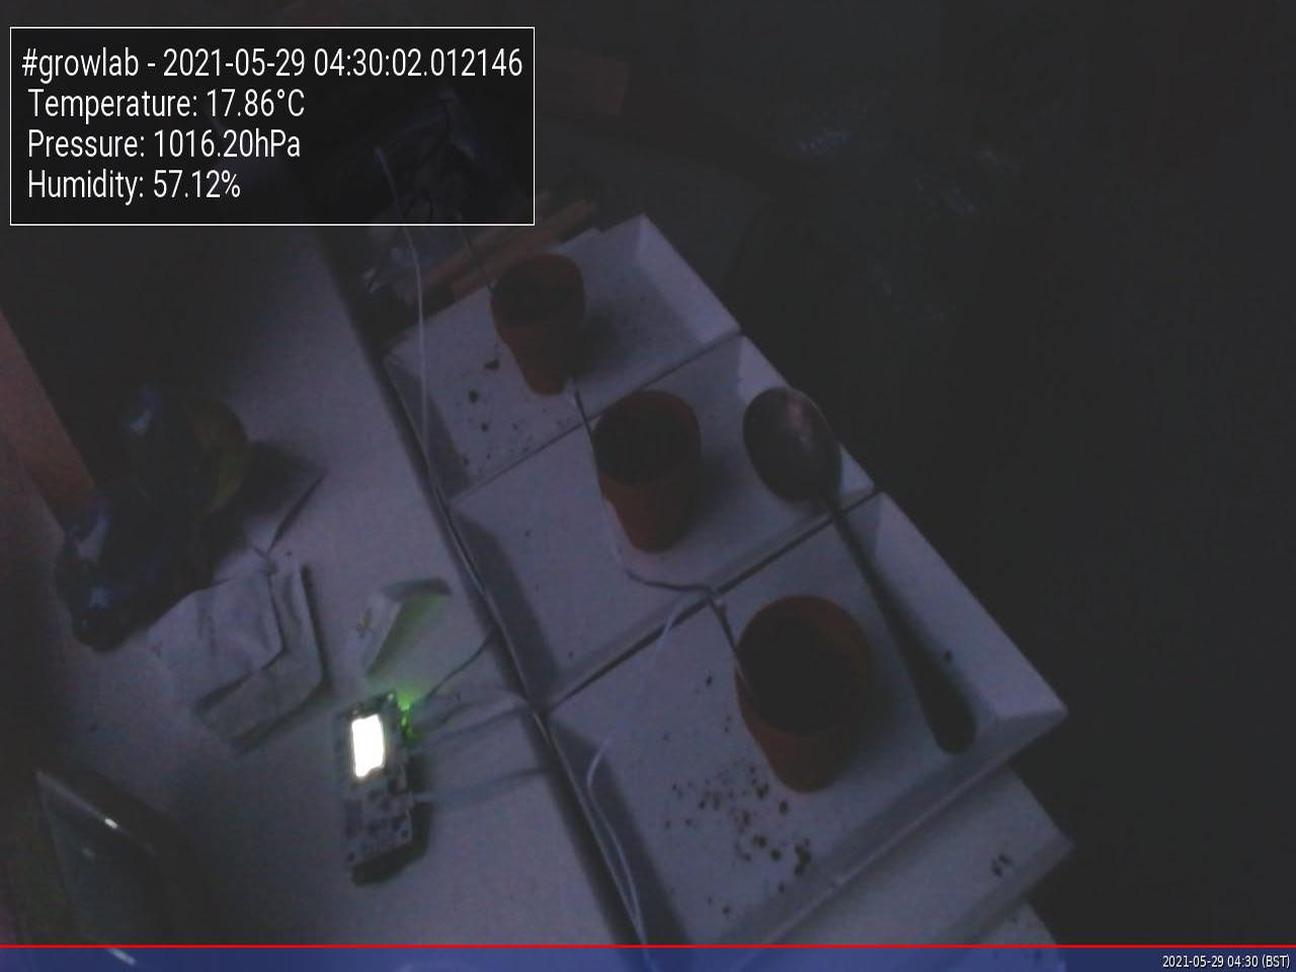 #growlab - 2021-05-29 04:30:02.012146
Temperature: 17.86°C
Pressure: 1016.20hPa
Humidity: 57.12%
2021-05-29 04:30 (BST)